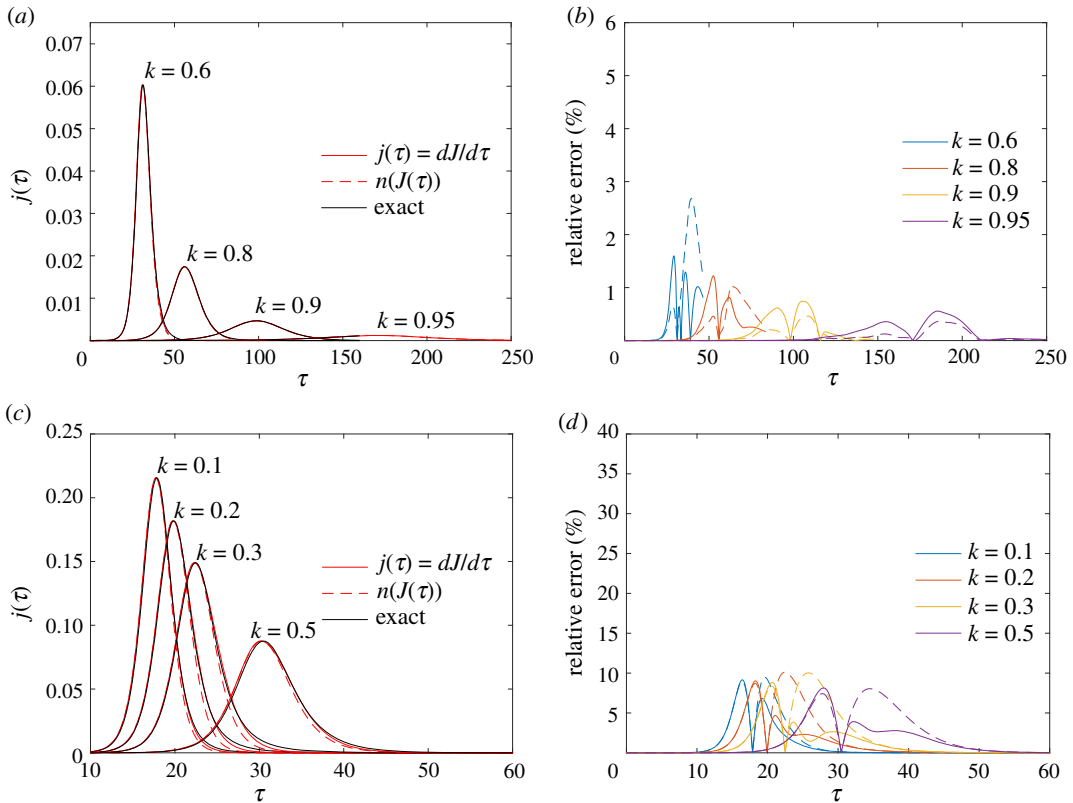 (a)
0.07
0.06
0.05
0.04
0.03
0.02
0.01
0
50
100
150
200
250
j(τ)
τ
k = 0.6
k = 0.8
k = 0.9
k = 0.95
j(τ) = dJ/dτ
n(J(τ))
exact
(b)
6
5
4
3
2
1
0
50
100
150
200
250
relative error (%)
τ
k = 0.6
k = 0.8
k = 0.9
k = 0.95
(c)
0.25
0.20
0.15
0.10
0.05
0
10
20
30
40
50
60
j(τ)
τ
k = 0.1
k = 0.2
k = 0.3
k = 0.5
j(τ) = dJ/dτ
n(J(τ))
exact
(d)
40
35
30
25
20
15
10
5
0
10
20
30
40
50
60
relative error (%)
τ
k = 0.1
k = 0.2
k = 0.3
k = 0.5